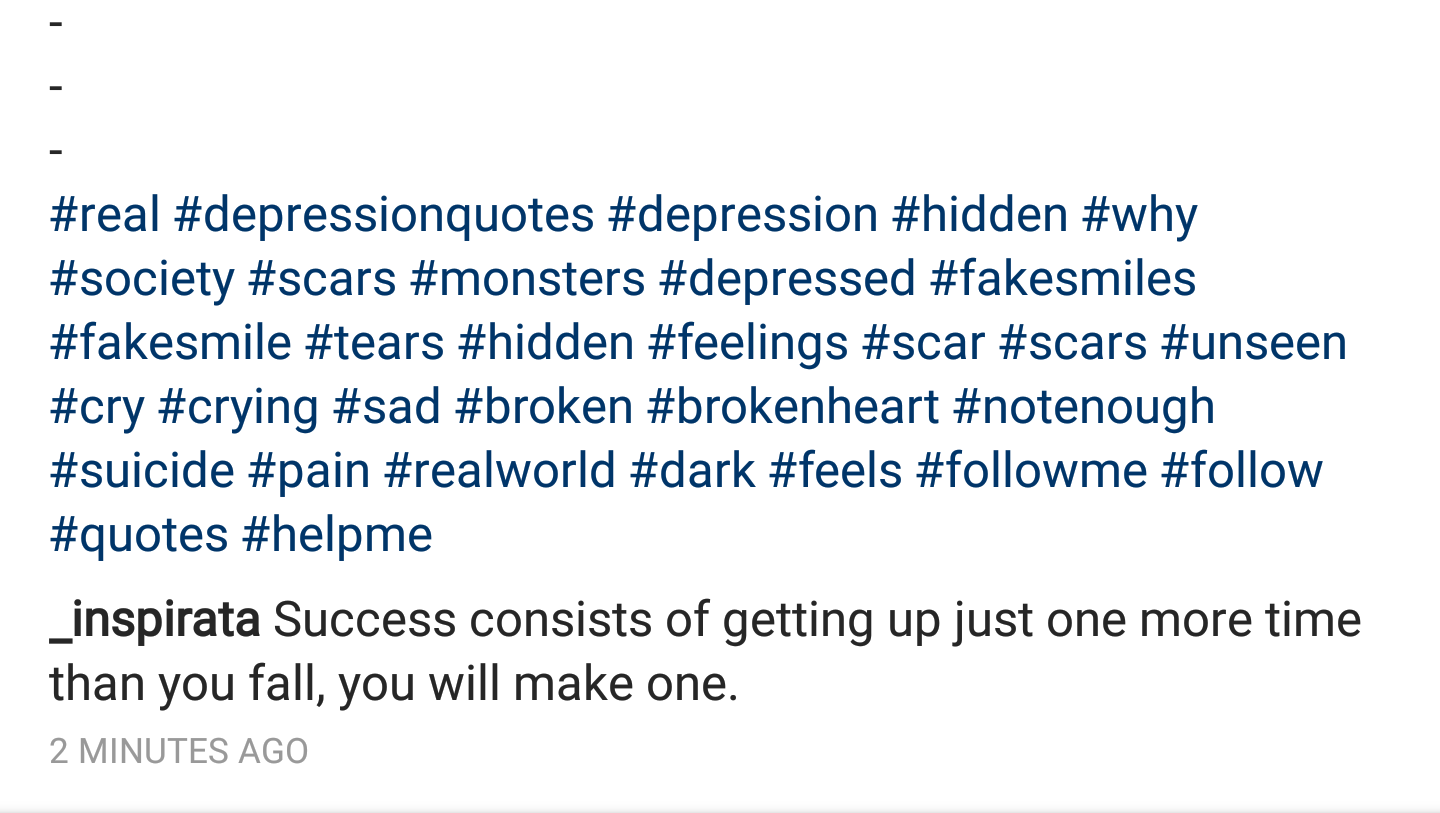 -
-
-
#real #depressionquotes #depression #hidden #why
#society #scars #monsters #depressed #fakesmiles
#fakesmile #tears #hidden #feelings #scar #scars #unseen
#cry #crying #sad #broken #brokenheart #notenough
#suicide #pain #realworld #dark #feels #followme #follow
#quotes #helpme
_inspirata Success consists of getting up just one more time
than you fall, you will make one.
2 MINUTES AGO